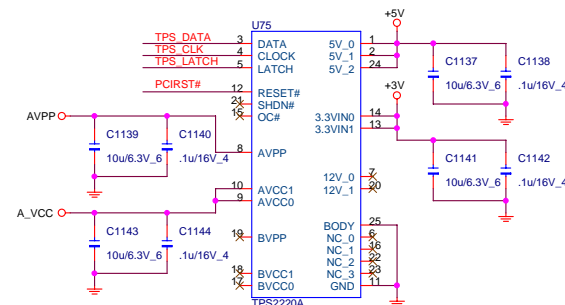 U75
+5V
TPS_DATA 3 DATA 5V_0 1
TPS_CLK 4 CLOCK 5V_1 2
TPS_LATCH 5 LATCH 5V_2 24
C1137 C1138
10u/6.3V_6 .1u/16V_4
PCIRST# 12 RESET#
21 SHDN#
15 OC#
+3V
3.3VIN0 14
3.3VIN1 13
AVPP
C1139 C1140
10u/6.3V_6 .1u/16V_4
8 AVPP
C1141 C1142
10u/6.3V_6 .1u/16V_4
12V_0 7
12V_1 20
10 AVCC1
9 AVCC0
A_VCC
C1143 C1144
10u/6.3V_6 .1u/16V_4
19 BVPP
BODY 25
NC_0 6
NC_1 16
NC_2 22
NC_3 23
GND 11
18 BVCC1
17 BVCC0
TPS2220A